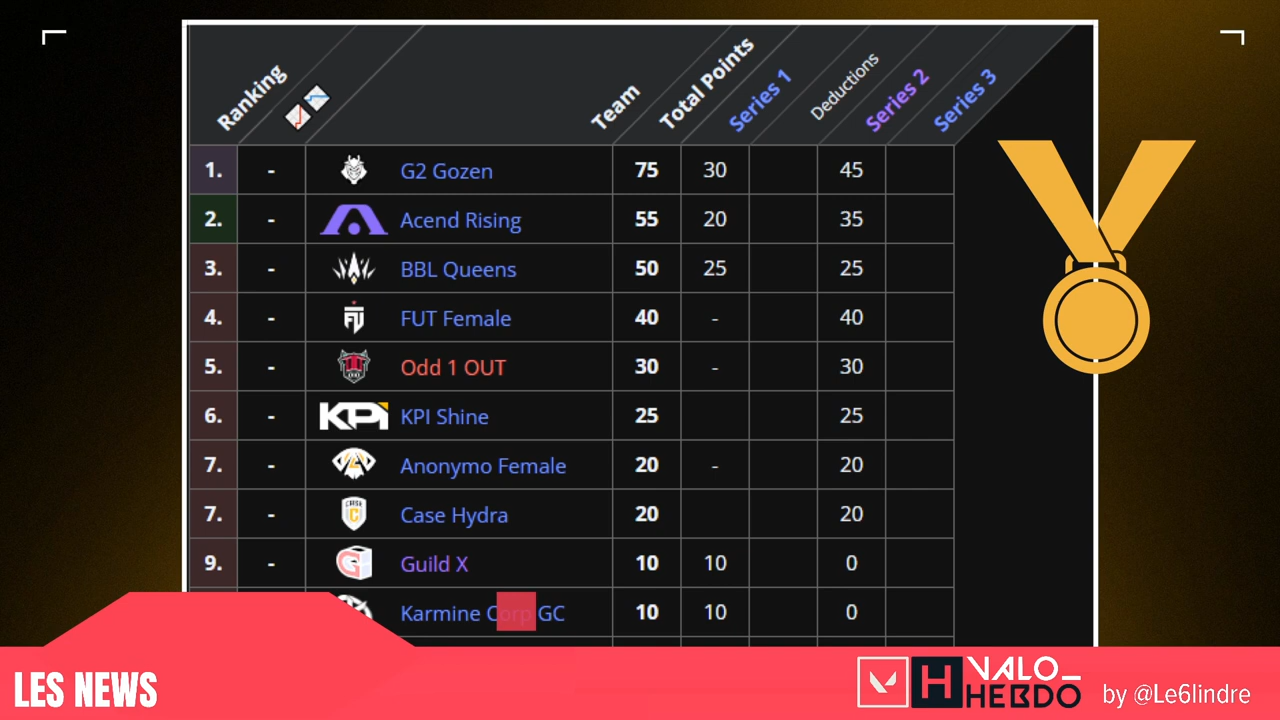 Ranking Team Total Points Series 1 Deductions Series 2 Series 3
1. - G2 Gozen 75 30 45
2. - Acend Rising 55 20 35
3. - BBL Queens 50 25 25
4. - FUT Female 40 - 40
5. - Odd 1 OUT 30 - 30
6. - KPI KPI Shine 25 25
7. - Anonymo Female 20 - 20
7. - Case Hydra 20 20
9. - Guild X 10 10 0
Karmine Corp GC 10 10 0
LES NEWS
H VALO_
HEBDO
by @Le6lindre